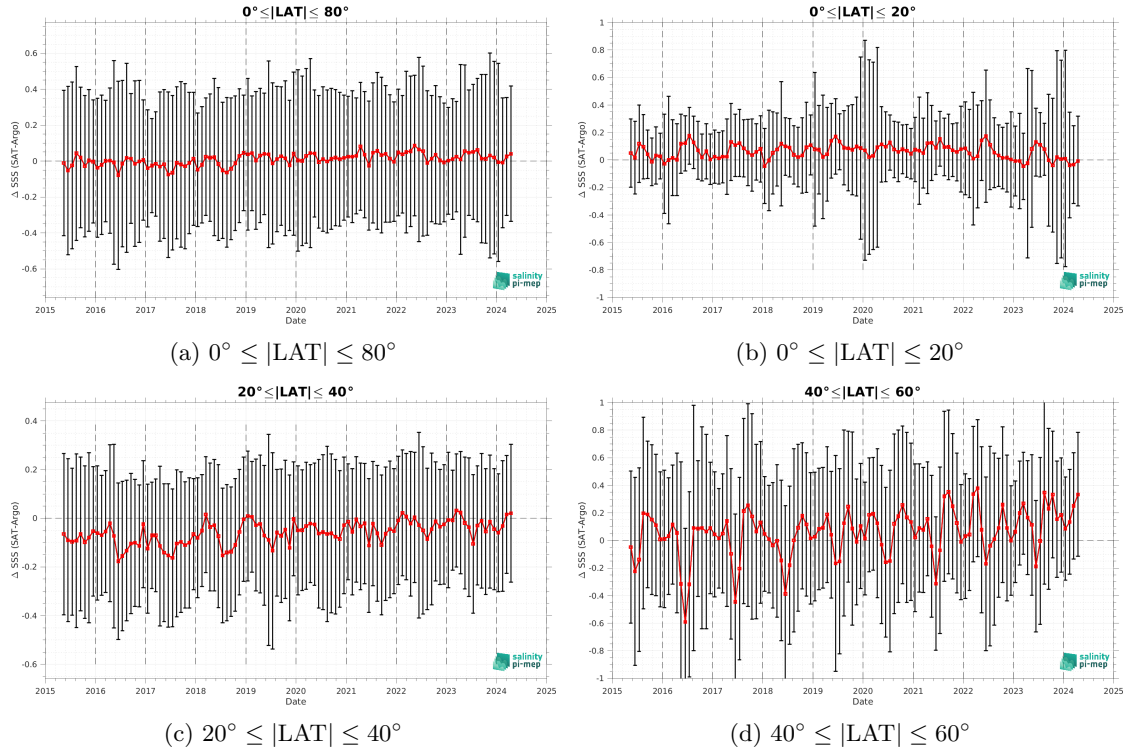 0°≤|LAT|≤ 80°
Δ SSS (SAT-Argo)
0.6
0.4
0.2
0
-0.2
-0.4
-0.6
2015 2016 2017 2018 2019 2020 2021 2022 2023 2024 2025
Date
salinity
pi-mep
(a) 0° ≤ |LAT| ≤ 80°
0°≤|LAT|≤ 20°
Δ SSS (SAT-Argo)
1
0.8
0.6
0.4
0.2
0
-0.2
-0.4
-0.6
-0.8
-1
2015 2016 2017 2018 2019 2020 2021 2022 2023 2024 2025
Date
salinity
pi-mep
(b) 0° ≤ |LAT| ≤ 20°
20°≤|LAT|≤ 40°
Δ SSS (SAT-Argo)
0.4
0.2
0
-0.2
-0.4
-0.6
2015 2016 2017 2018 2019 2020 2021 2022 2023 2024 2025
Date
salinity
pi-mep
(c) 20° ≤ |LAT| ≤ 40°
40°≤|LAT|≤ 60°
Δ SSS (SAT-Argo)
1
0.8
0.6
0.4
0.2
0
-0.2
-0.4
-0.6
-0.8
-1
2015 2016 2017 2018 2019 2020 2021 2022 2023 2024 2025
Date
salinity
pi-mep
(d) 40° ≤ |LAT| ≤ 60°